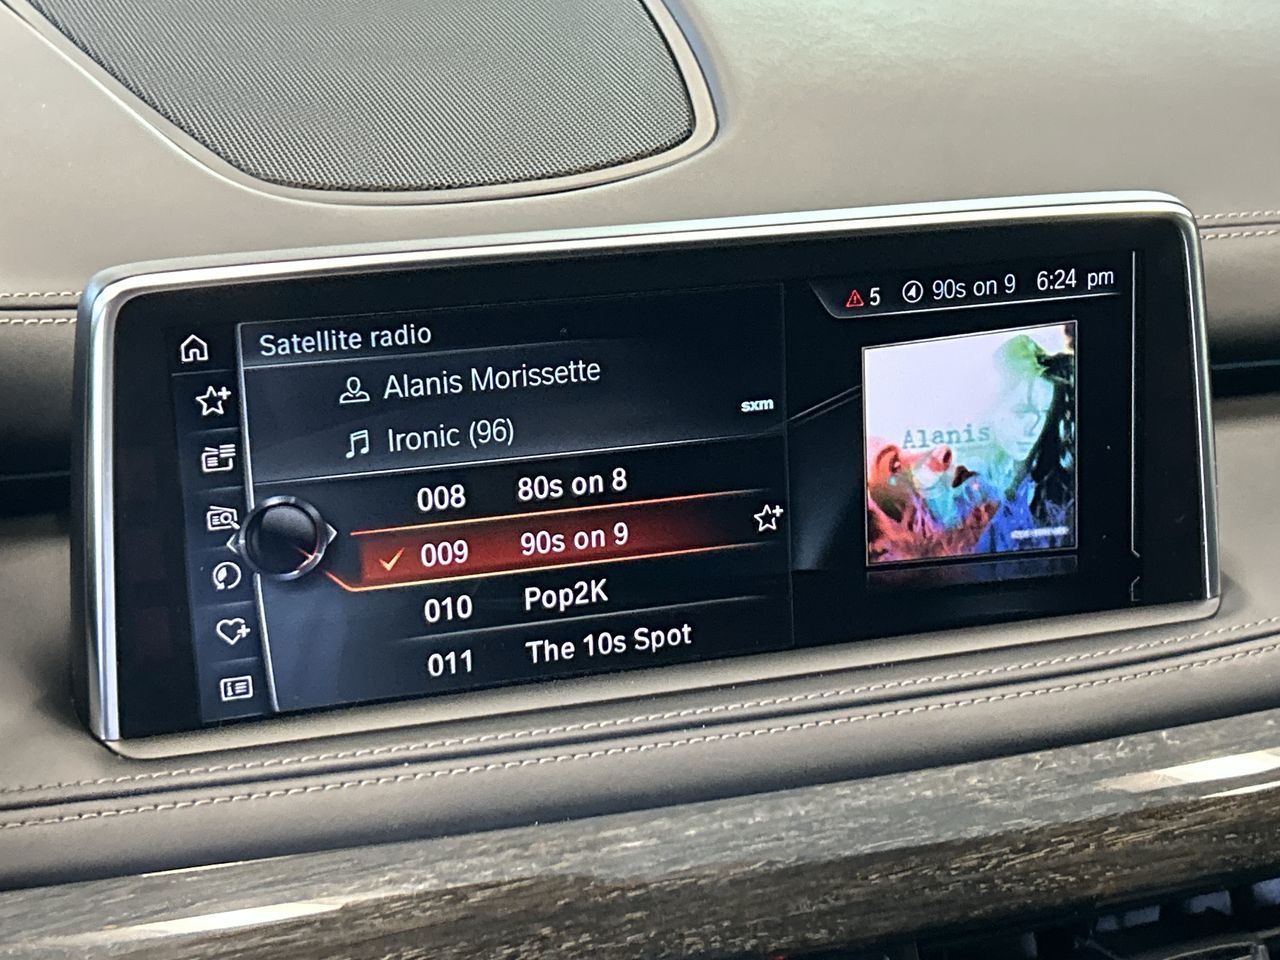 Satellite radio
5 90s on 9 6:24 pm
Alanis Morissette
sxm
Ironic (96)
008 80s on 8
009 90s on 9
010 Pop2K
011 The 10s Spot
Alanis